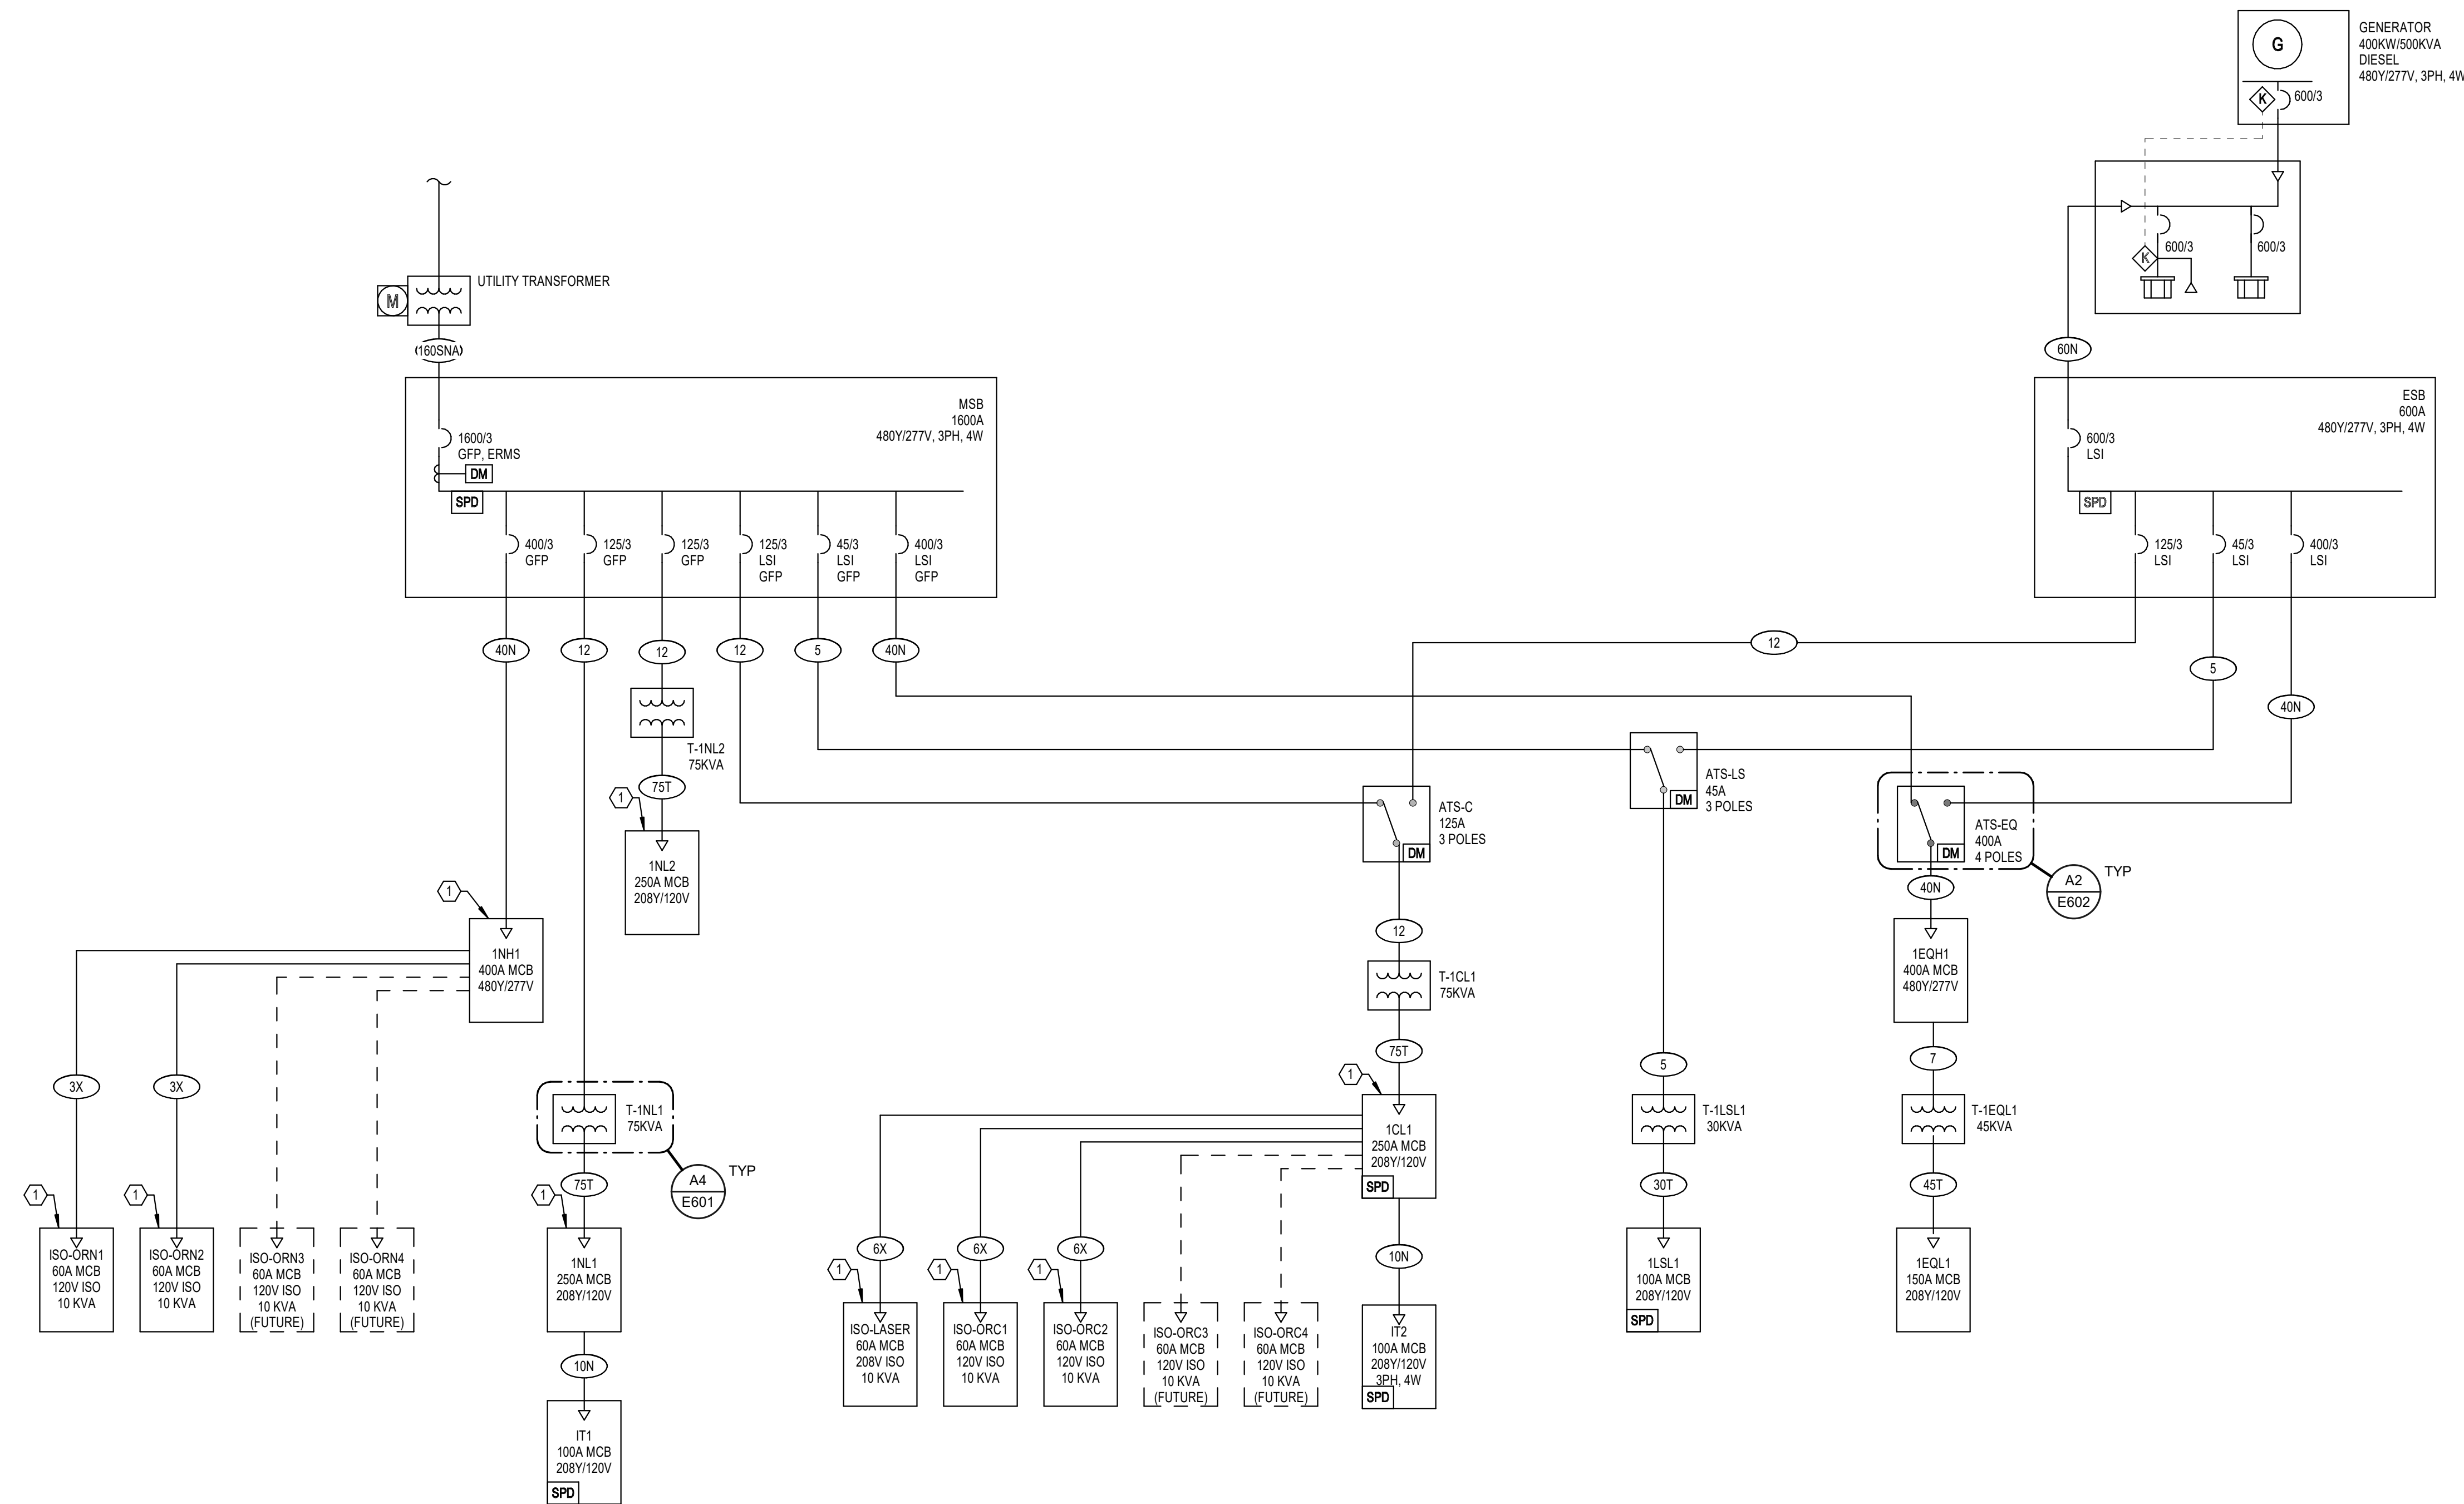 G
GENERATOR
400KW/500KVA
DIESEL
480Y/277V, 3PH, 4W
K
600/3
600/3
600/3
K
UTILITY TRANSFORMER
M
(160SNA)
60N
MSB
1600A
480Y/277V, 3PH, 4W
1600/3
GFP, ERMS
DM
SPD
400/3
GFP
125/3
GFP
125/3
GFP
125/3
LSI
GFP
45/3
LSI
GFP
400/3
LSI
GFP
ESB
600A
480Y/277V, 3PH, 4W
600/3
LSI
SPD
125/3
LSI
45/3
LSI
400/3
LSI
40N
12
12
12
5
40N
12
5
40N
T-1NL2
75KVA
75T
1
1NL2
250A MCB
208Y/120V
ATS-C
125A
3 POLES
DM
ATS-LS
45A
3 POLES
DM
ATS-EQ
400A
4 POLES
DM
A2
E602
TYP
1
1NH1
400A MCB
480Y/277V
12
T-1CL1
75KVA
75T
40N
1EQH1
400A MCB
480Y/277V
7
3X
3X
T-1NL1
75KVA
A4
E601
TYP
75T
1
1CL1
250A MCB
208Y/120V
SPD
5
T-1LSL1
30KVA
30T
T-1EQL1
45KVA
45T
1
ISO-ORN1
60A MCB
120V ISO
10 KVA
1
ISO-ORN2
60A MCB
120V ISO
10 KVA
ISO-ORN3
60A MCB
120V ISO
10 KVA
(FUTURE)
ISO-ORN4
60A MCB
120V ISO
10 KVA
(FUTURE)
1
1NL1
250A MCB
208Y/120V
10N
IT1
100A MCB
208Y/120V
SPD
6X
6X
6X
10N
1
ISO-LASER
60A MCB
208V ISO
10 KVA
1
ISO-ORC1
60A MCB
120V ISO
10 KVA
1
ISO-ORC2
60A MCB
120V ISO
10 KVA
ISO-ORC3
60A MCB
120V ISO
10 KVA
(FUTURE)
ISO-ORC4
60A MCB
120V ISO
10 KVA
(FUTURE)
IT2
100A MCB
208Y/120V
3PH, 4W
SPD
1LSL1
100A MCB
208Y/120V
SPD
1EQL1
150A MCB
208Y/120V